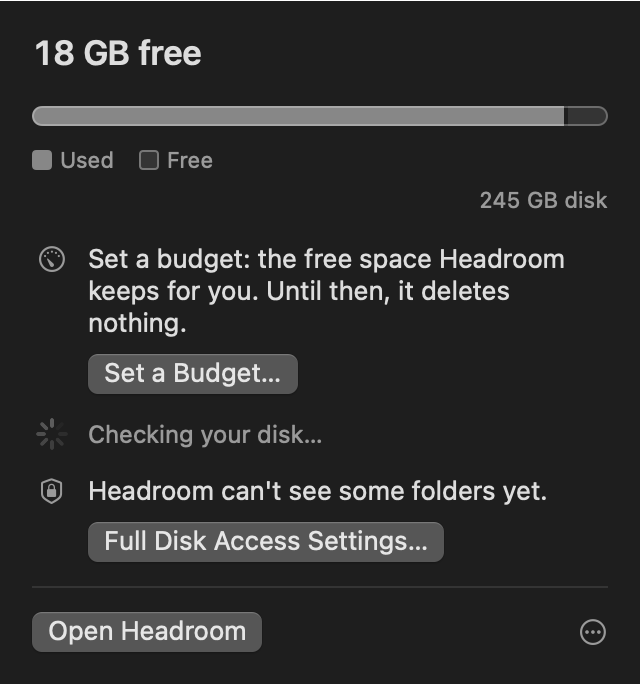 18 GB free
Used
Free
245 GB disk
Set a budget: the free space Headroom
keeps for you. Until then, it deletes
nothing.
Set a Budget...
Checking your disk...
Headroom can't see some folders yet.
Full Disk Access Settings...
Open Headroom